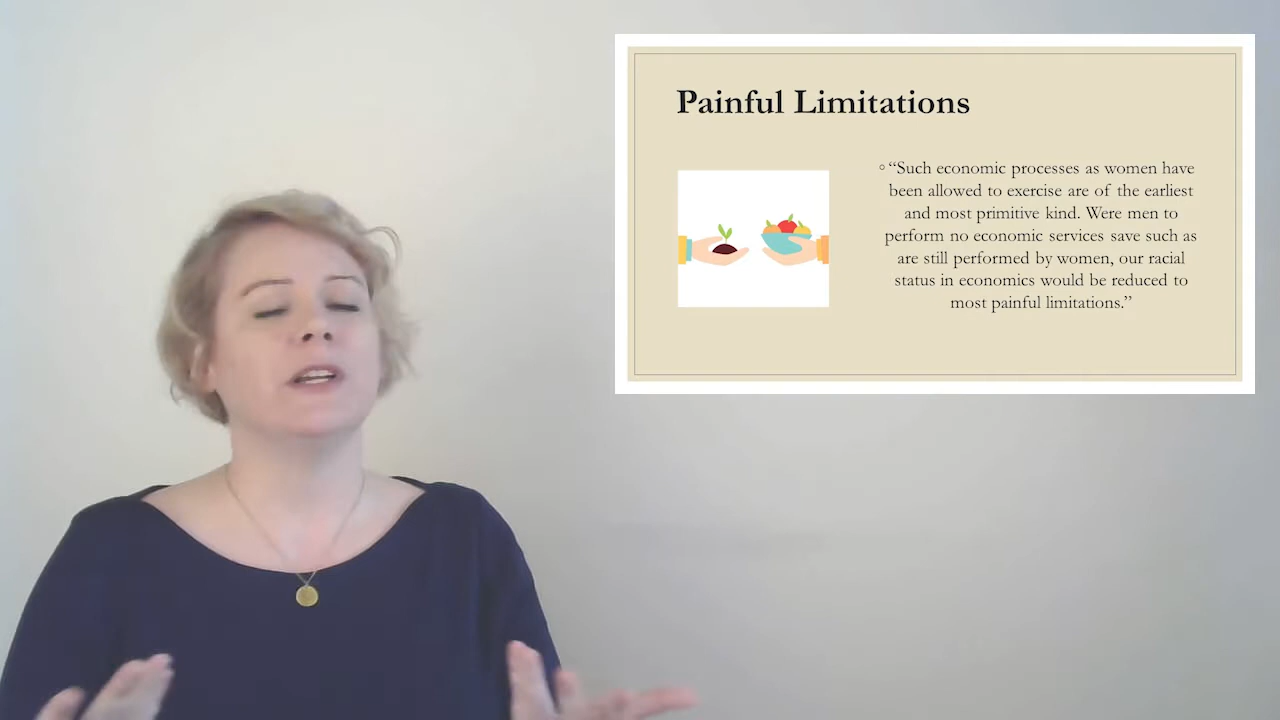 Painful Limitations
◦ “Such economic processes as women have
been allowed to exercise are of the earliest
and most primitive kind. Were men to
perform no economic services save such as
are still performed by women, our racial
status in economics would be reduced to
most painful limitations.”